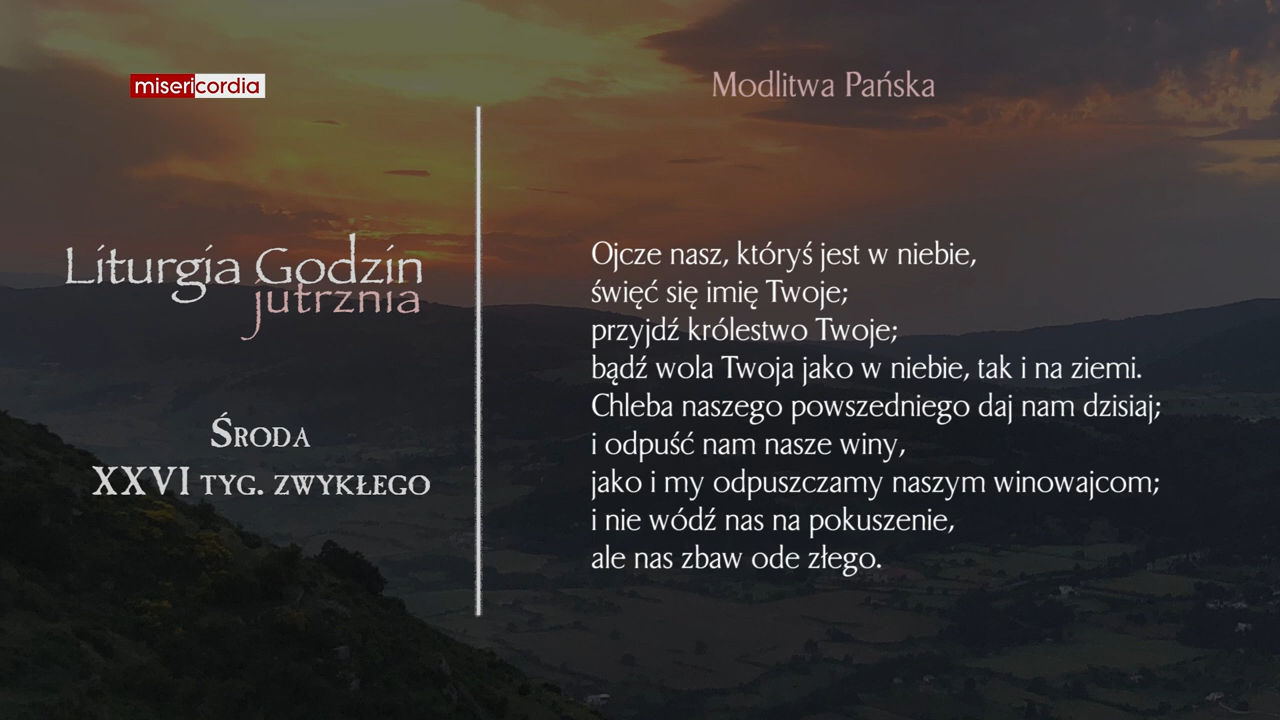 misericordia
Liturgia Godzin
jutrznia
Środa
XXVI tyg. zwykłego
Modlitwa Pańska
Ojcze nasz, któryś jest w niebie,
święć się imię Twoje;
przyjdź królestwo Twoje;
bądź wola Twoja jako w niebie, tak i na ziemi.
Chleba naszego powszedniego daj nam dzisiaj;
i odpuść nam nasze winy,
jako i my odpuszczamy naszym winowajcom;
i nie wódź nas na pokuszenie,
ale nas zbaw ode złego.